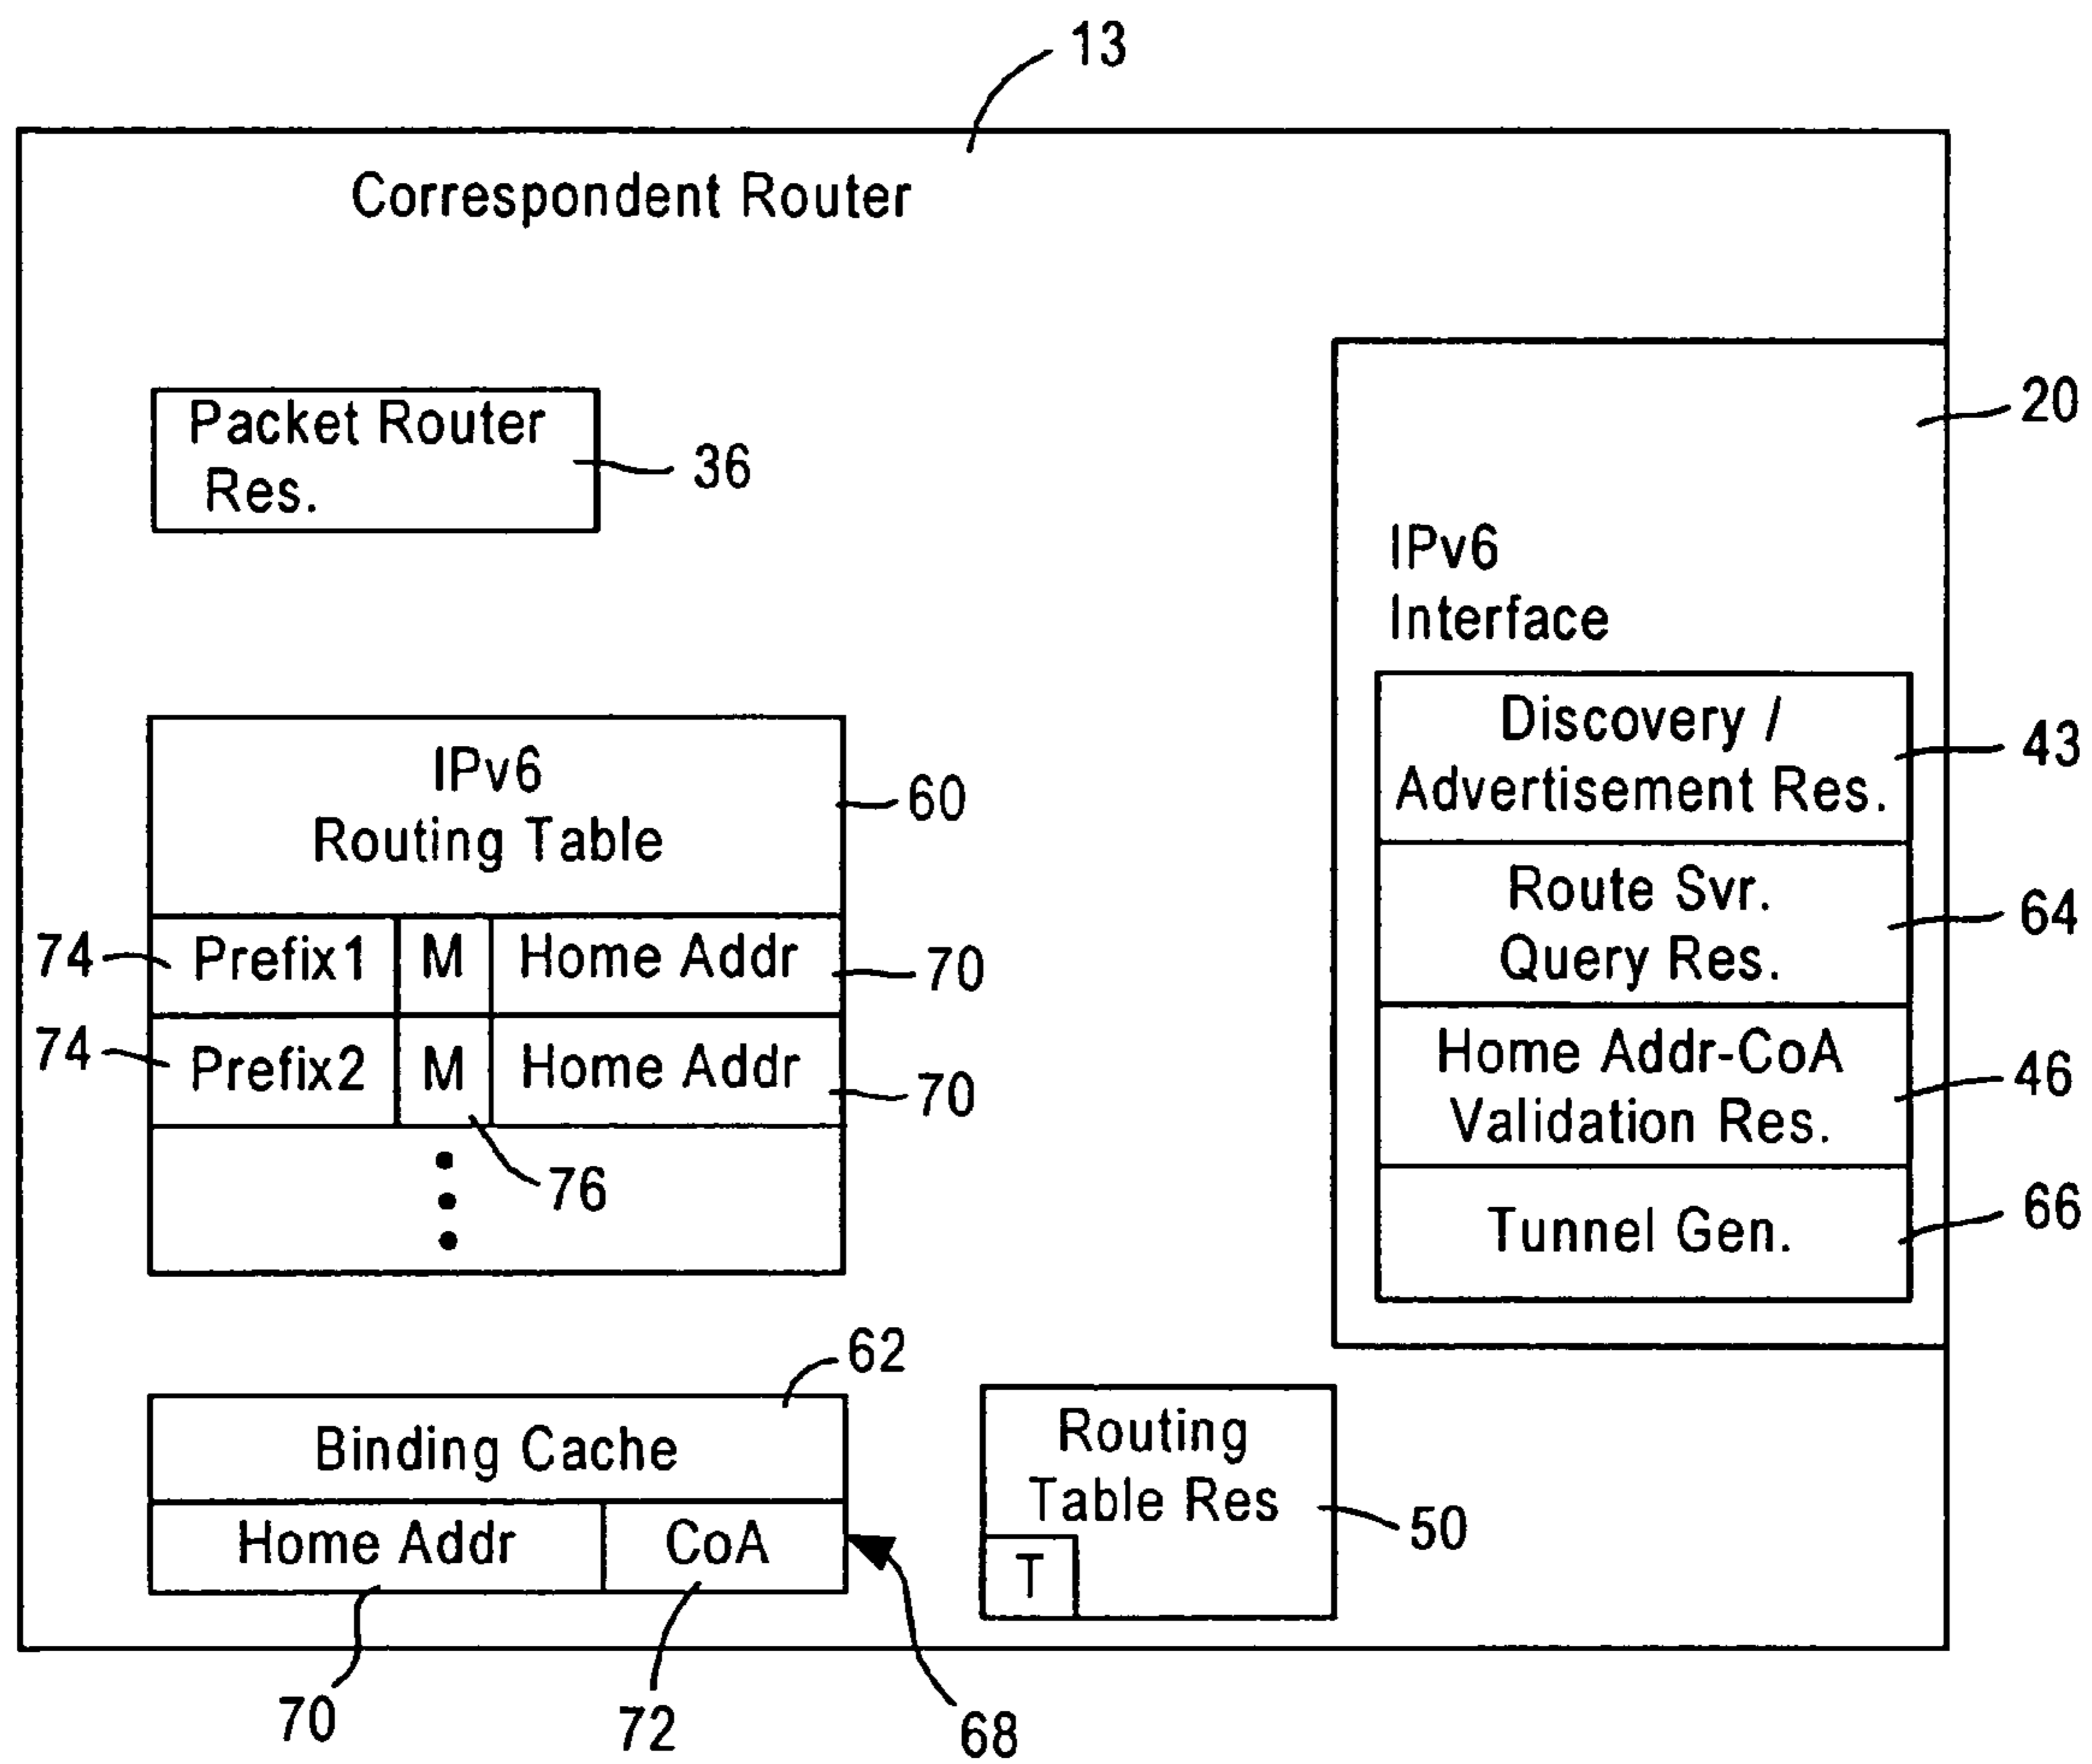 13
Correspondent Router
Packet Router
Res.
36
20
IPv6
Interface
Discovery /
Advertisement Res.
43
Route Svr.
Query Res.
64
Home Addr-CoA
Validation Res.
46
Tunnel Gen.
66
IPv6
Routing Table
60
74 Prefix1 M Home Addr 70
74 Prefix2 M Home Addr 70
76
62
Binding Cache
Home Addr CoA
70
72
68
Routing
Table Res
T
50